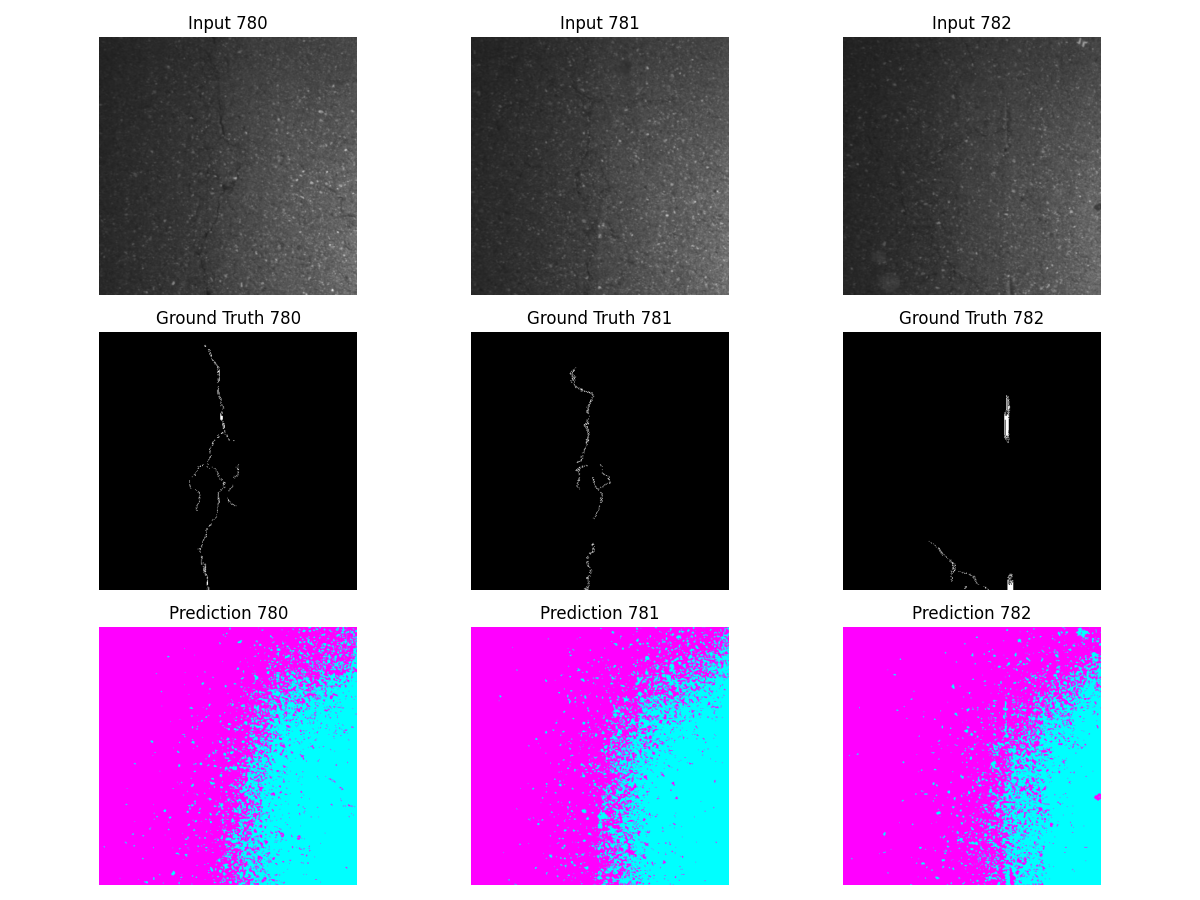 Input 780
Input 781
Input 782
Ground Truth 780
Ground Truth 781
Ground Truth 782
Prediction 780
Prediction 781
Prediction 782